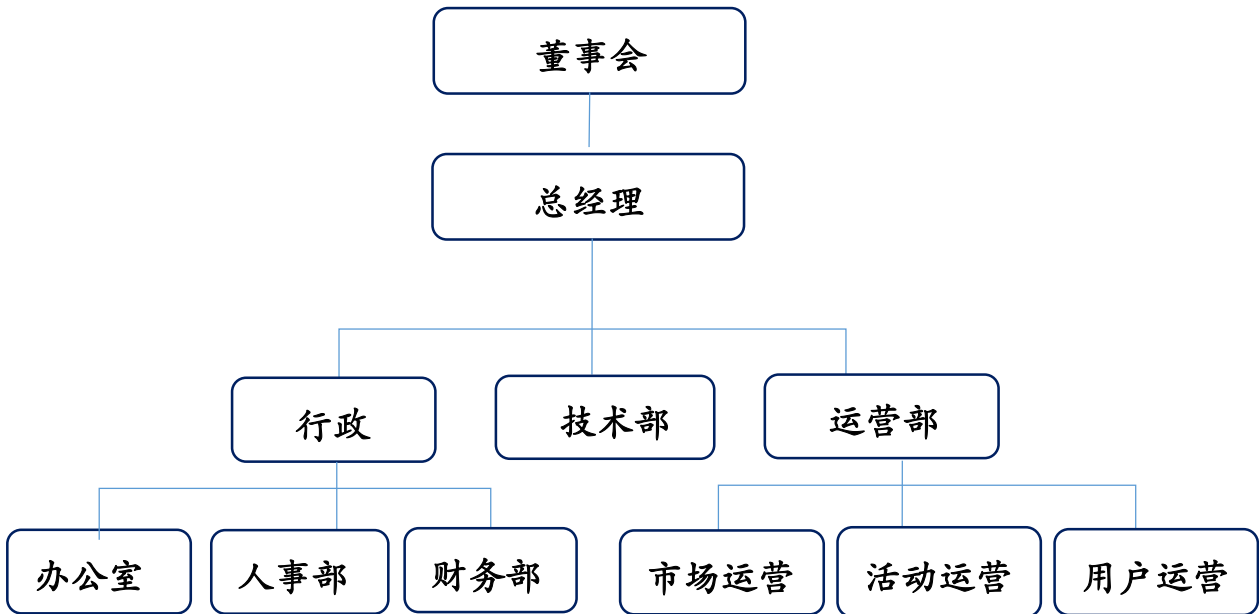 董事会
总经理
行政
技术部
运营部
办公室
人事部
财务部
市场运营
活动运营
用户运营